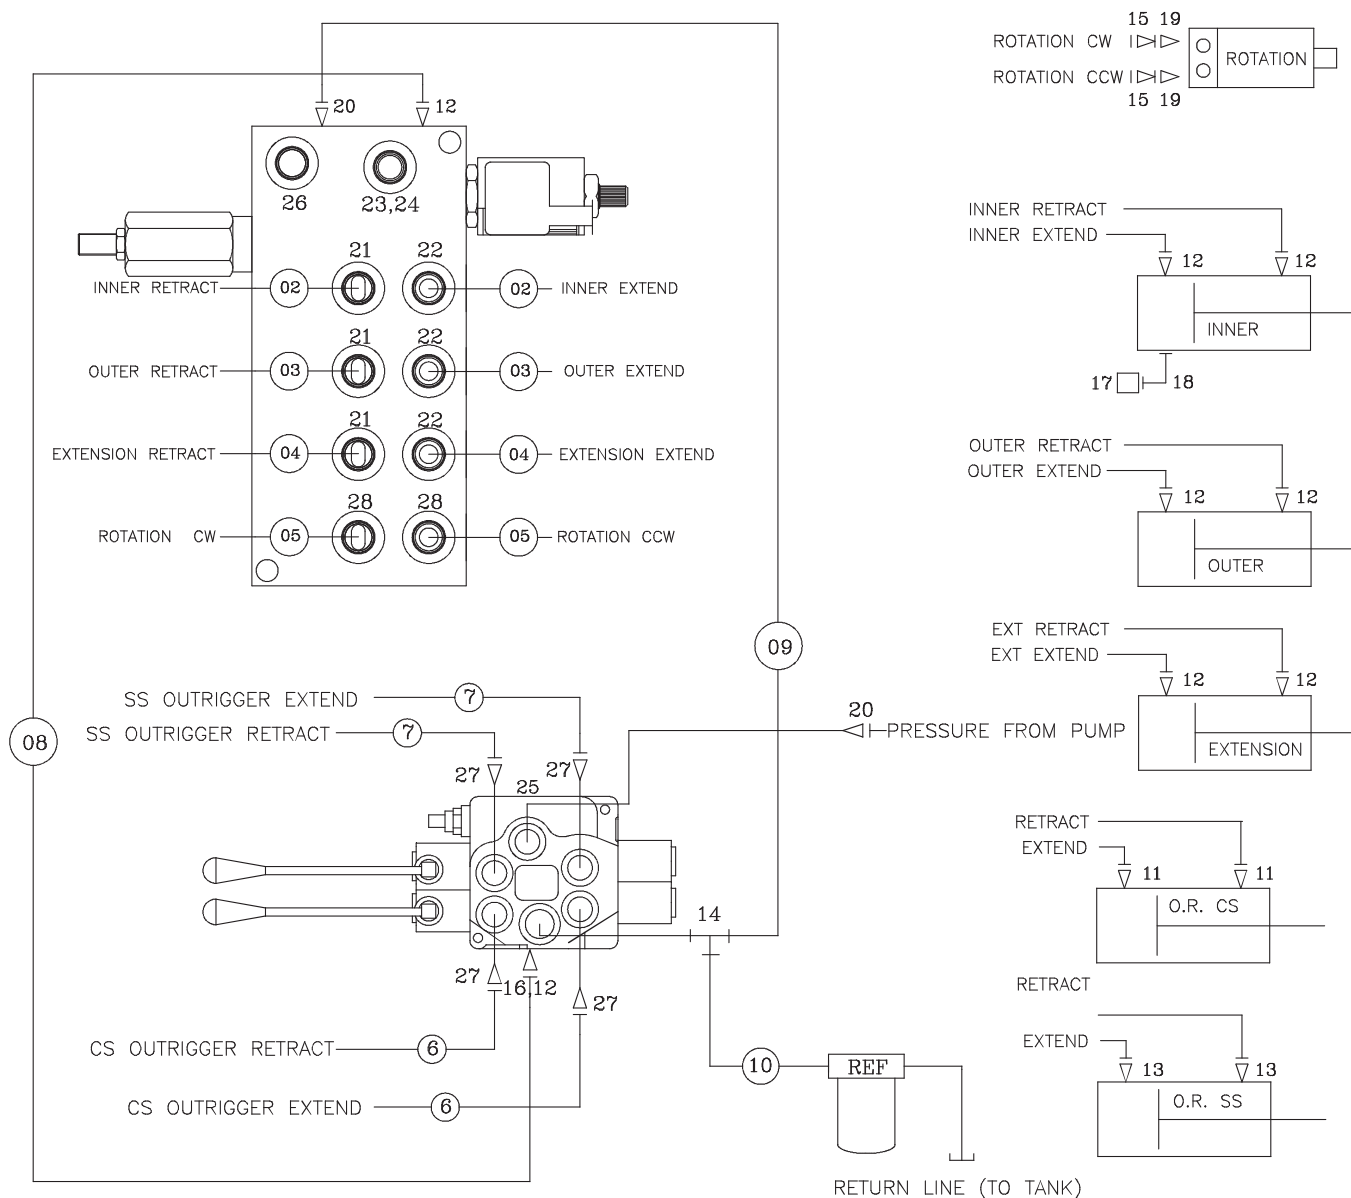 15 19
ROTATION CW
ROTATION
ROTATION CCW
15 19
20
12
26
23,24
INNER RETRACT
INNER EXTEND
12
12
INNER
17
18
21
22
INNER RETRACT
02
02
INNER EXTEND
21
22
OUTER RETRACT
03
03
OUTER EXTEND
21
22
EXTENSION RETRACT
04
04
EXTENSION EXTEND
28
28
ROTATION CW
05
05
ROTATION CCW
OUTER RETRACT
OUTER EXTEND
12
12
OUTER
09
08
EXT RETRACT
EXT EXTEND
12
12
EXTENSION
SS OUTRIGGER EXTEND
7
SS OUTRIGGER RETRACT
7
20
PRESSURE FROM PUMP
27
27
25
RETRACT
EXTEND
11
11
O.R. CS
14
27
16,12
27
RETRACT
EXTEND
13
13
O.R. SS
CS OUTRIGGER RETRACT
6
CS OUTRIGGER EXTEND
6
10
REF
RETURN LINE (TO TANK)